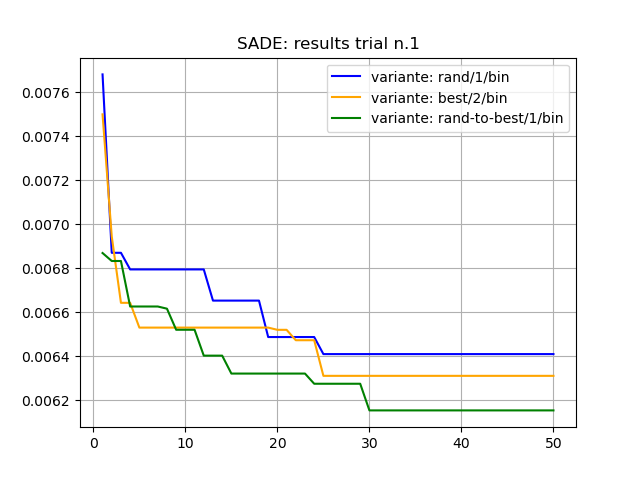 SADE: results trial n.1
variante: rand/1/bin
variante: best/2/bin
variante: rand-to-best/1/bin
0.0076
0.0074
0.0072
0.0070
0.0068
0.0066
0.0064
0.0062
0 10 20 30 40 50